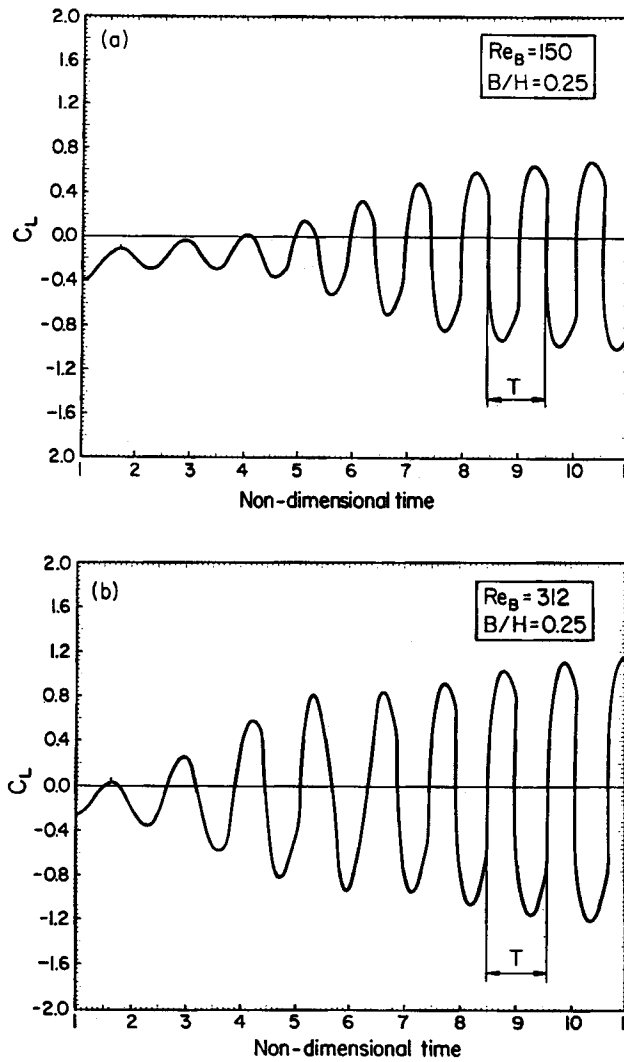 (a)
Re_B = 150
B/H = 0.25
2.0
1.6
1.2
0.8
0.4
0.0
-0.4
-0.8
-1.2
-1.6
2.0
C_L
T
1 2 3 4 5 6 7 8 9 10 1
Non-dimensional time
(b)
Re_B = 312
B/H = 0.25
2.0
1.6
1.2
0.8
0.4
0.0
-0.4
-0.8
-1.2
-1.6
-2.0
C_L
T
1 2 3 4 5 6 7 8 9 10 1
Non-dimensional time